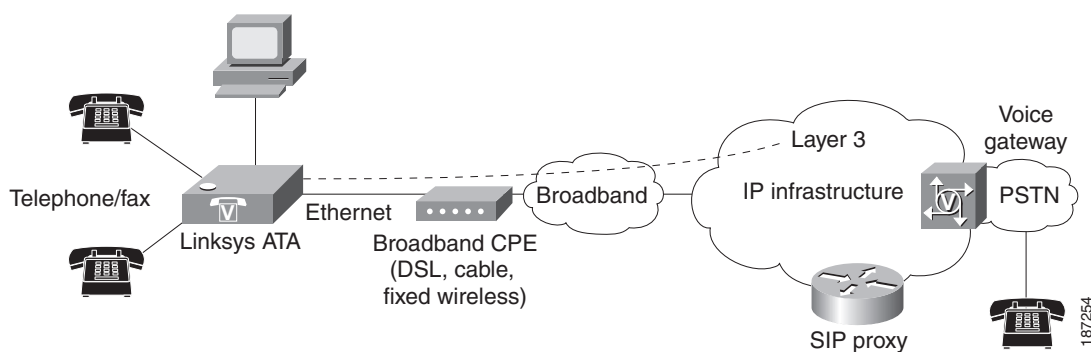 Telephone/fax
V
Linksys ATA
Ethernet
Broadband CPE
(DSL, cable,
fixed wireless)
Broadband
Layer 3
IP infrastructure
SIP proxy
Voice
gateway
V
PSTN
187254